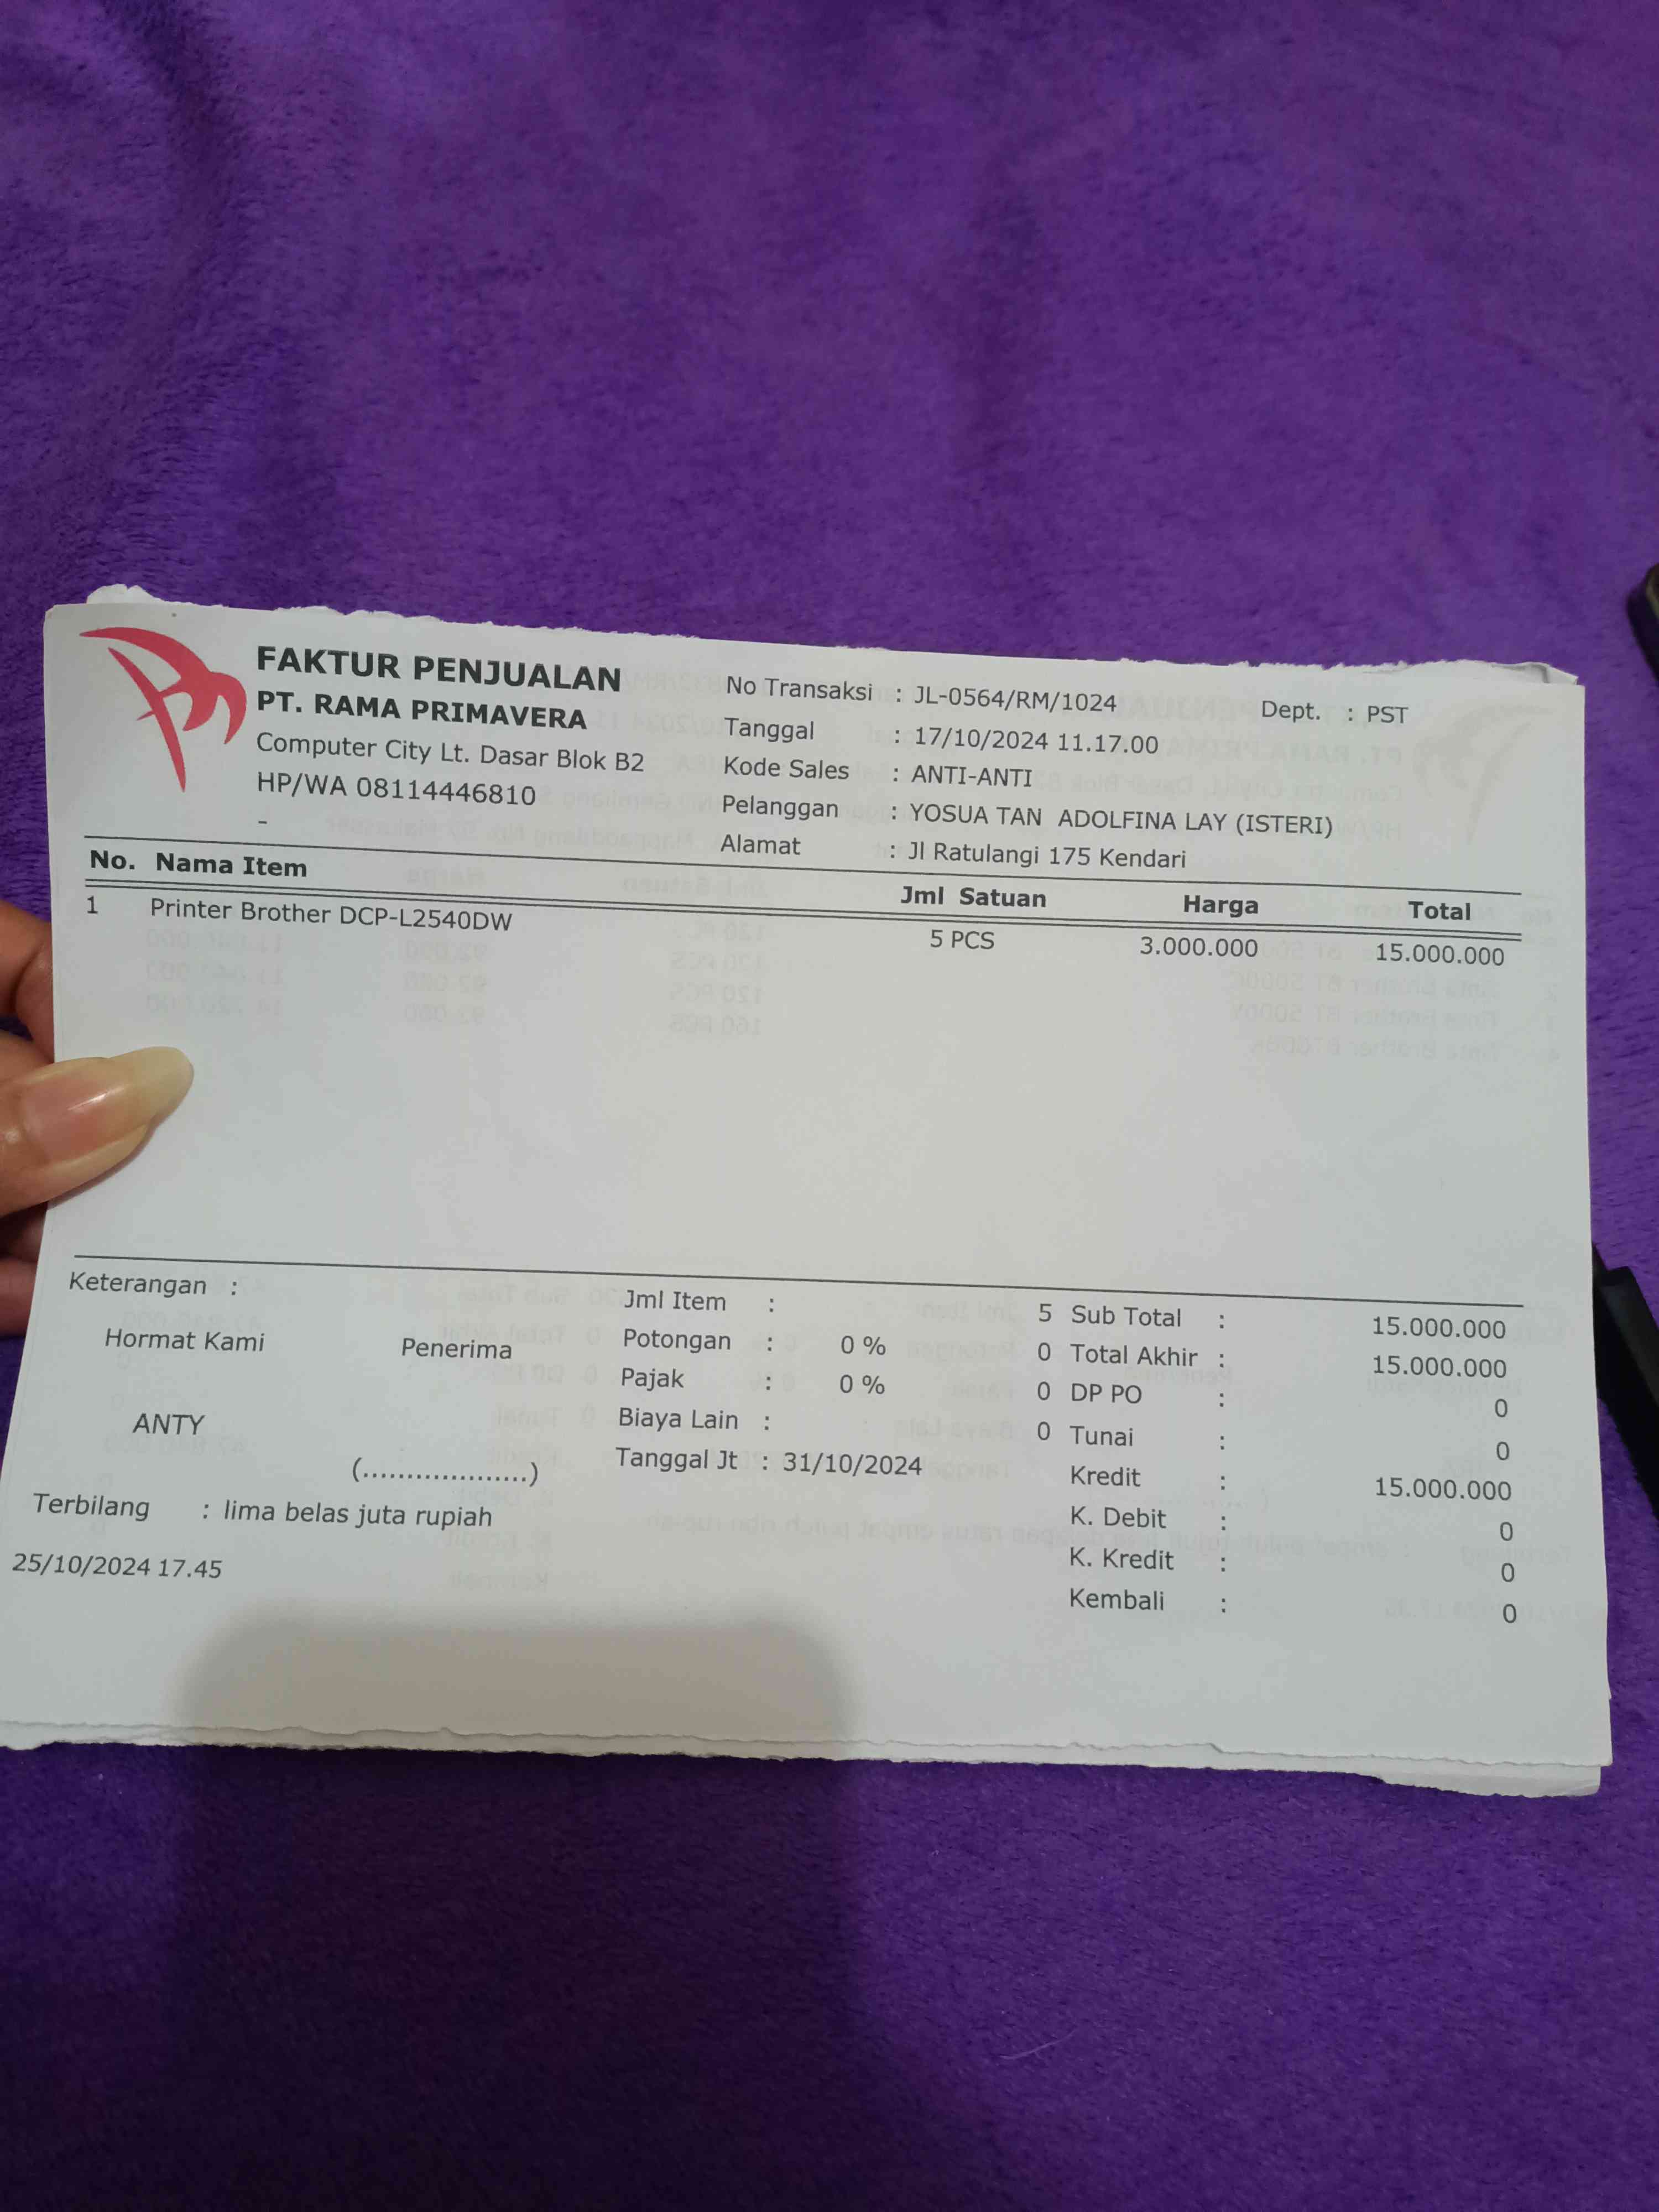 FAKTUR PENJUALAN
PT. RAMA PRIMAVERA
Computer City Lt. Dasar Blok B2
HP/WA 08114446810
-
No Transaksi : JL-0564/RM/1024 Dept. : PST
Tanggal : 17/10/2024 11.17.00
Kode Sales : ANTI-ANTI
Pelanggan : YOSUA TAN ADOLFINA LAY (ISTERI)
Alamat : Jl Ratulangi 175 Kendari
No. Nama Item Jml Satuan Harga Total
1 Printer Brother DCP-L2540DW 5 PCS 3.000.000 15.000.000
Keterangan :
Hormat Kami Penerima
ANTY
(...................)
Jml Item : 5
Potongan : 0 % 0
Pajak : 0 % 0
Biaya Lain : 0
Tanggal Jt : 31/10/2024
Sub Total : 15.000.000
Total Akhir : 15.000.000
DP PO : 0
Tunai : 0
Kredit : 15.000.000
K. Debit : 0
K. Kredit : 0
Kembali : 0
Terbilang : lima belas juta rupiah
25/10/2024 17.45